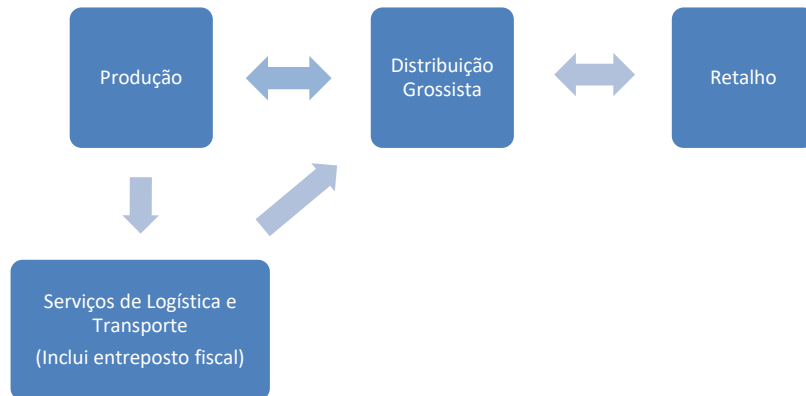 Produção
Distribuição
Grossista
Retalho
Serviços de Logística e
Transporte
(Inclui entreposto fiscal)